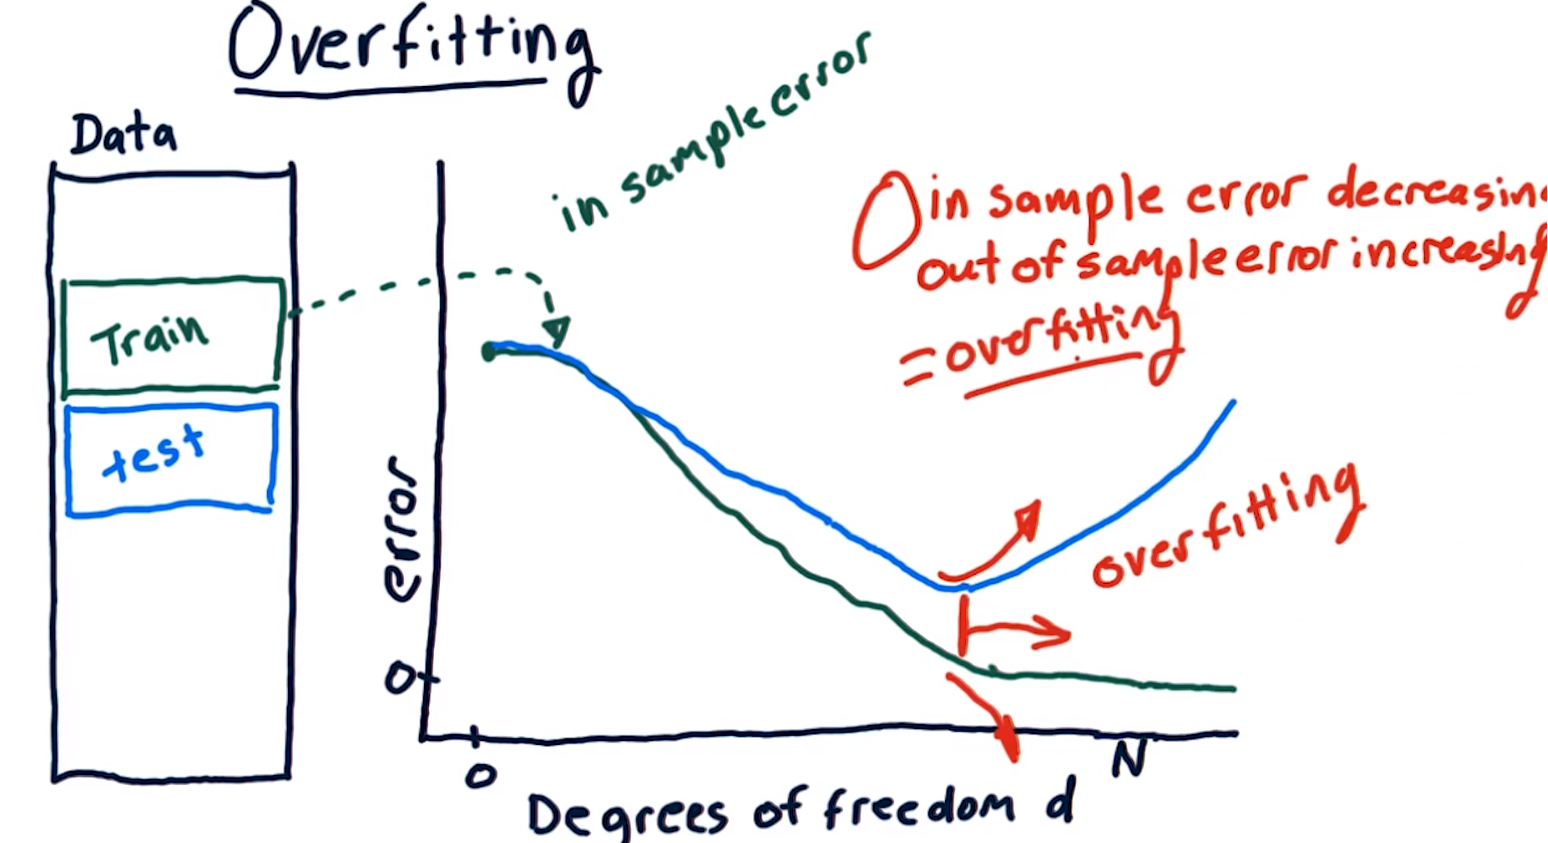 Overfitting
Data
Train
test
in sample error
in sample error decreasing
out of sample error increasing
= overfitting
overfitting
error
0
0
N
Degrees of freedom d